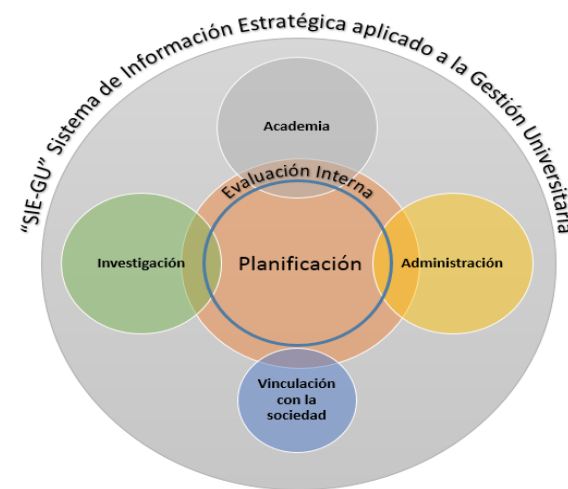 “SIE-GU” Sistema de Información Estratégica aplicado a la Gestión Universitaria
Academia
Evaluación Interna
Investigación
Planificación
Administración
Vinculación
con la
sociedad